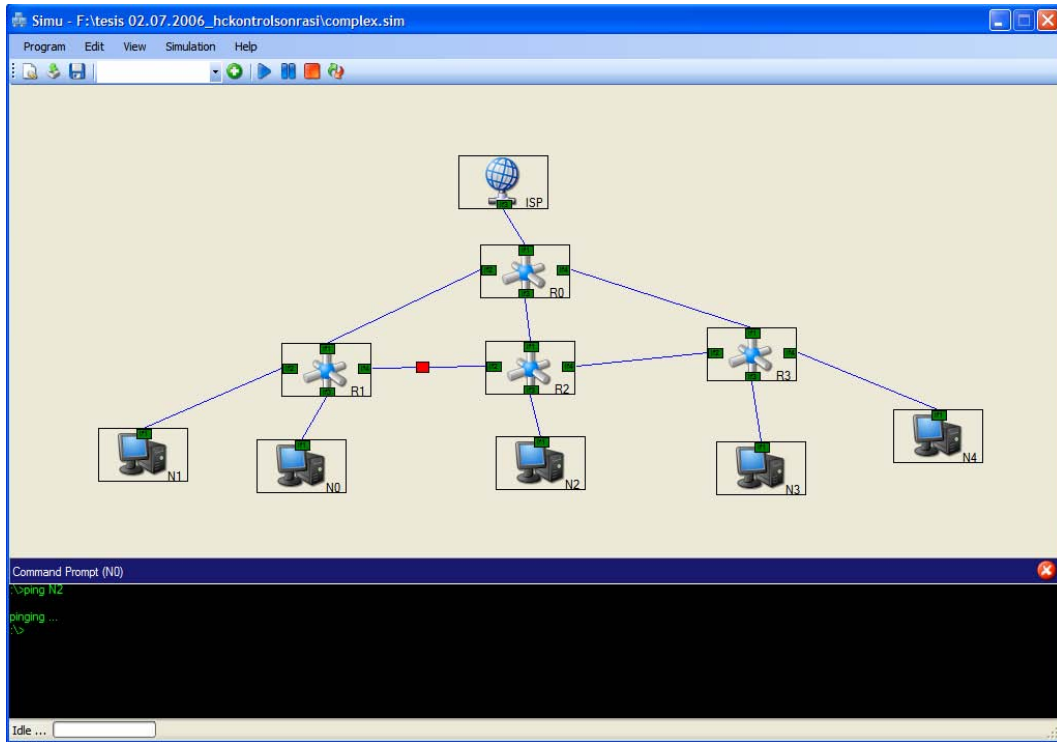 Simu - F:\tesis 02.07.2006_hckontrolsonrasi\complex.sim
Program Edit View Simulation Help
ISP
R0
R1
R2
R3
N1
N0
N2
N3
N4
Command Prompt (N0)
:\>ping N2
pinging ...
:\>
Idle ...